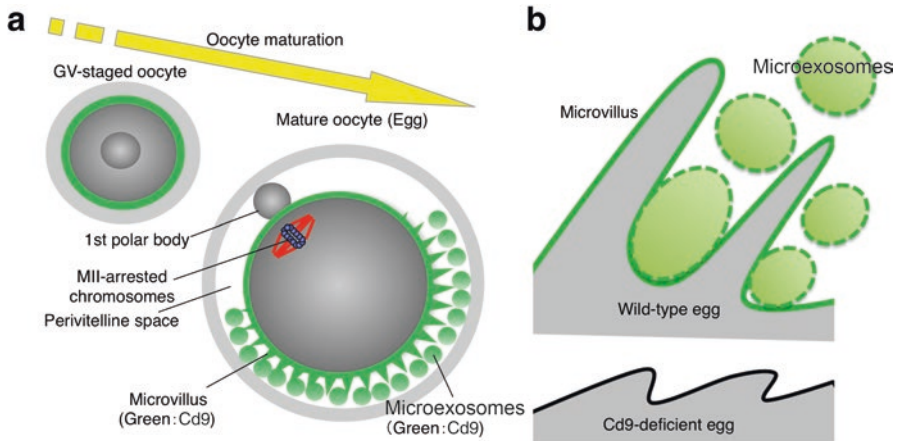 a
Oocyte maturation
GV-staged oocyte
Mature oocyte (Egg)
1st polar body
MII-arrested
chromosomes
Perivitelline space
Microvillus
(Green:Cd9)
Microexosomes
(Green:Cd9)
b
Microexosomes
Microvillus
Wild-type egg
Cd9-deficient egg